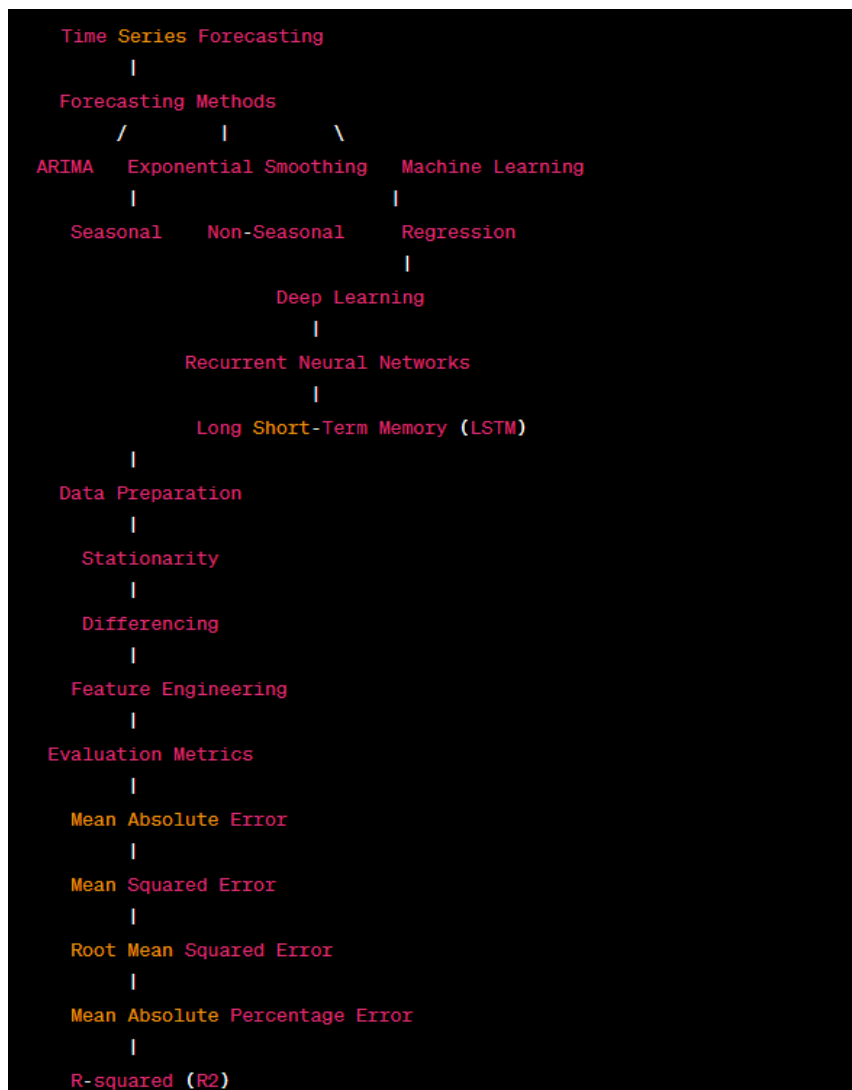 Time Series Forecasting
|
Forecasting Methods
/ | \
ARIMA Exponential Smoothing Machine Learning
| |
Seasonal Non-Seasonal Regression
|
Deep Learning
|
Recurrent Neural Networks
|
Long Short-Term Memory (LSTM)
|
Data Preparation
|
Stationarity
|
Differencing
|
Feature Engineering
|
Evaluation Metrics
|
Mean Absolute Error
|
Mean Squared Error
|
Root Mean Squared Error
|
Mean Absolute Percentage Error
|
R-squared (R2)